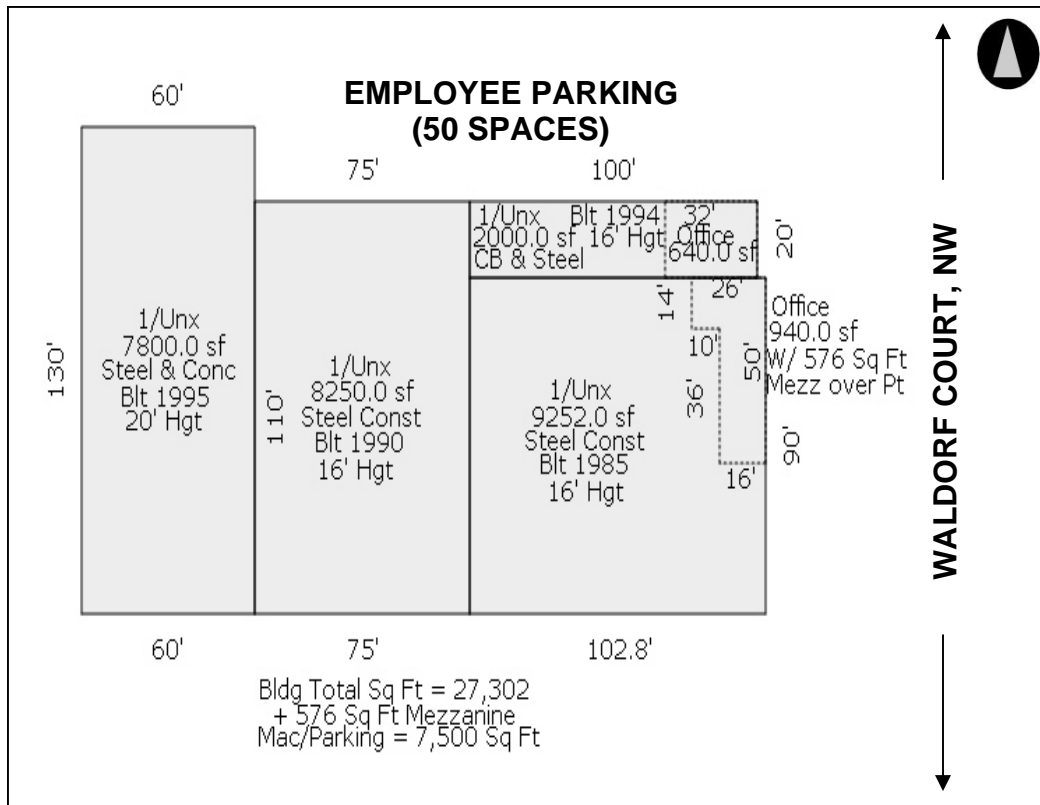 60'
EMPLOYEE PARKING
(50 SPACES)
75'
100'
1/Unx Blt 1994
2000.0 sf 16' Hgt
CB & Steel
32'
Office
640.0 sf
20'
130'
1/Unx
7800.0 sf
Steel & Conc
Blt 1995
20' Hgt
110'
1/Unx
8250.0 sf
Steel Const
Blt 1990
16' Hgt
14'
26'
10'
36'
50'
Office
940.0 sf
W/ 576 Sq Ft
Mezz over Pt
1/Unx
9252.0 sf
Steel Const
Blt 1985
16' Hgt
16'
90'
WALDORF COURT, NW
60'
75'
102.8'
Bldg Total Sq Ft = 27,302
+ 576 Sq Ft Mezzanine
Mac/Parking = 7,500 Sq Ft